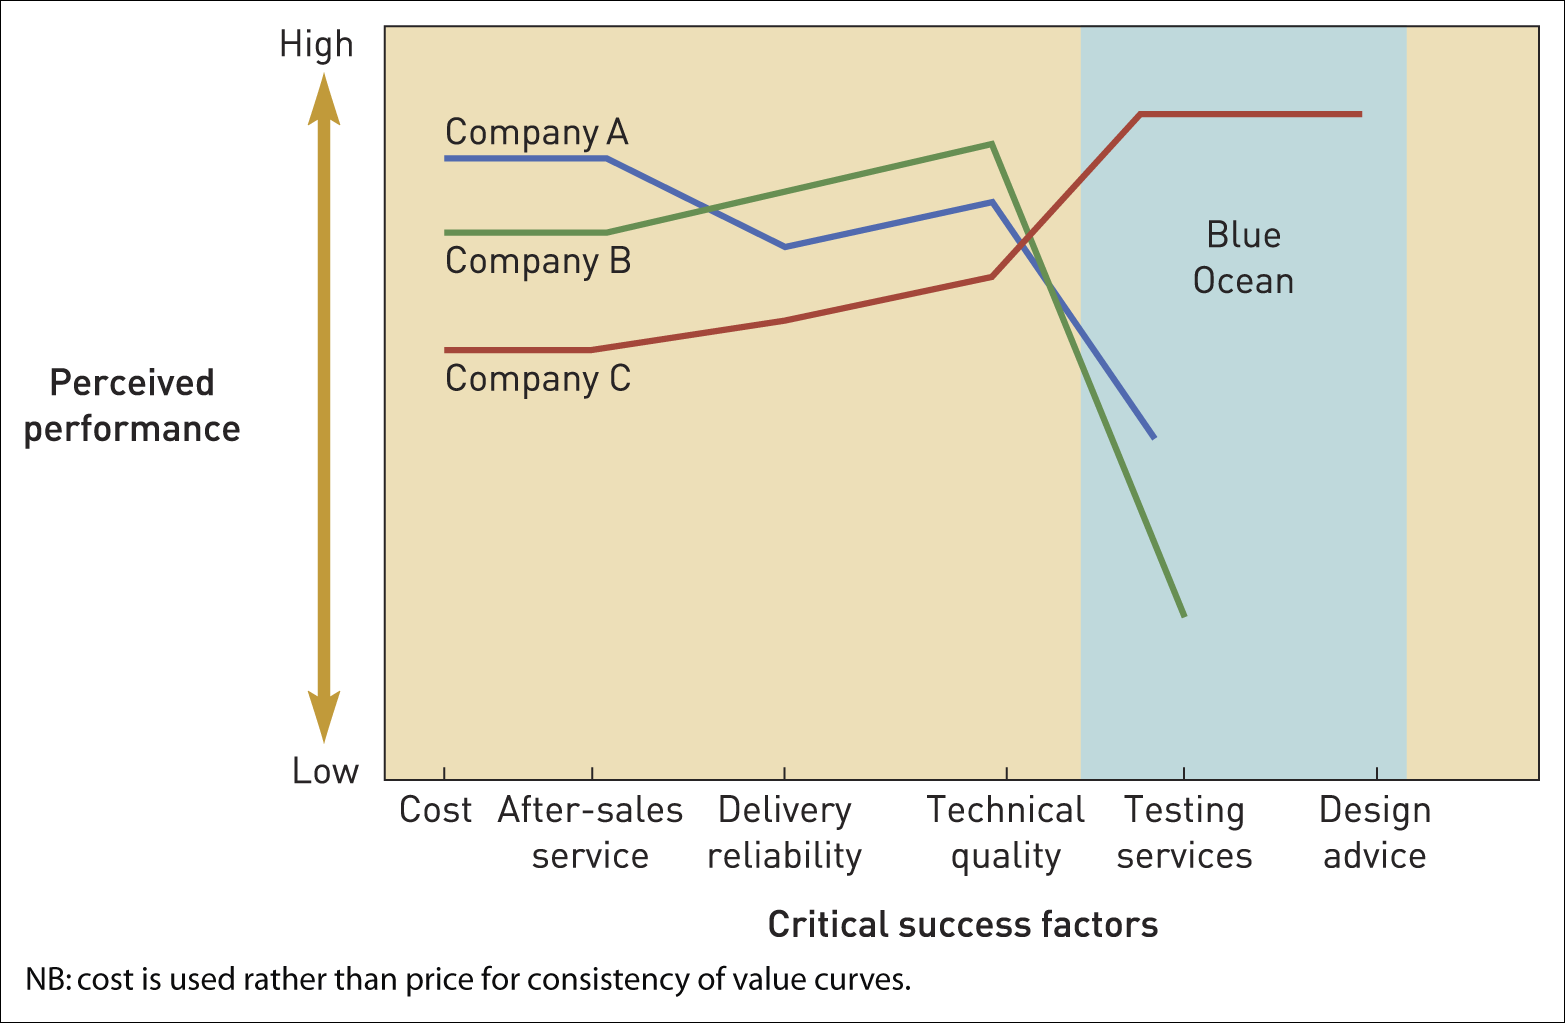 High
Company A
Company B
Company C
Blue
Ocean
Perceived
performance
Low
Cost
After-sales
service
Delivery
reliability
Technical
quality
Testing
services
Design
advice
Critical success factors
NB: cost is used rather than price for consistency of value curves.